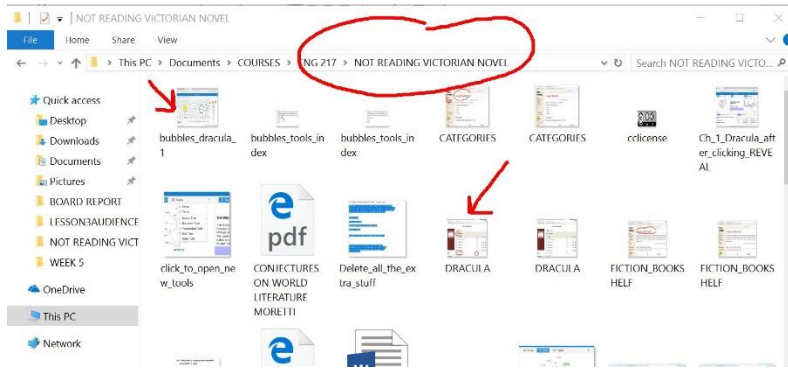 NOT READING VICTORIAN NOVEL
File Home Share View
This PC > Documents > COURSES > ENG 217 > NOT READING VICTORIAN NOVEL
Search NOT READING VICTO...
Quick access
Desktop
Downloads
Documents
Pictures
BOARD REPORT
LESSON3AUDIENCE
NOT READING VICT
WEEK 5
OneDrive
This PC
Network
bubbles_dracula_
1
bubbles_tools_in
dex
bubbles_tools_in
dex
CATEGORIES
CATEGORIES
cclicense
Ch_1_Dracula_aft
er_clicking_REVE
AL
click_to_open_ne
w_tools
pdf
CONJECTURES
ON WORLD
LITERATURE
MORETTI
Delete_all_the_ex
tra_stuff
DRACULA
DRACULA
FICTION_BOOKS
HELF
FICTION_BOOKS
HELF